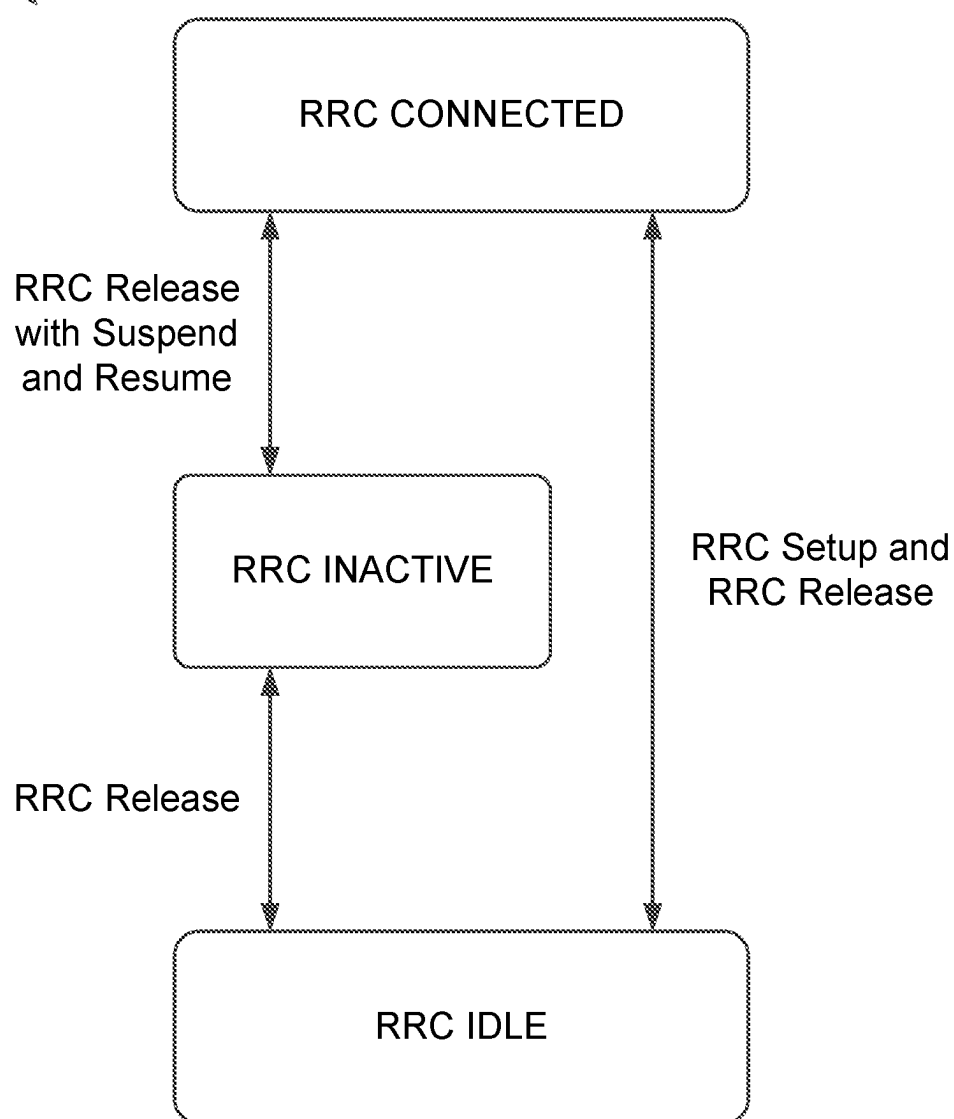 RRC CONNECTED
RRC Release
with Suspend
and Resume
RRC INACTIVE
RRC Setup and
RRC Release
RRC Release
RRC IDLE